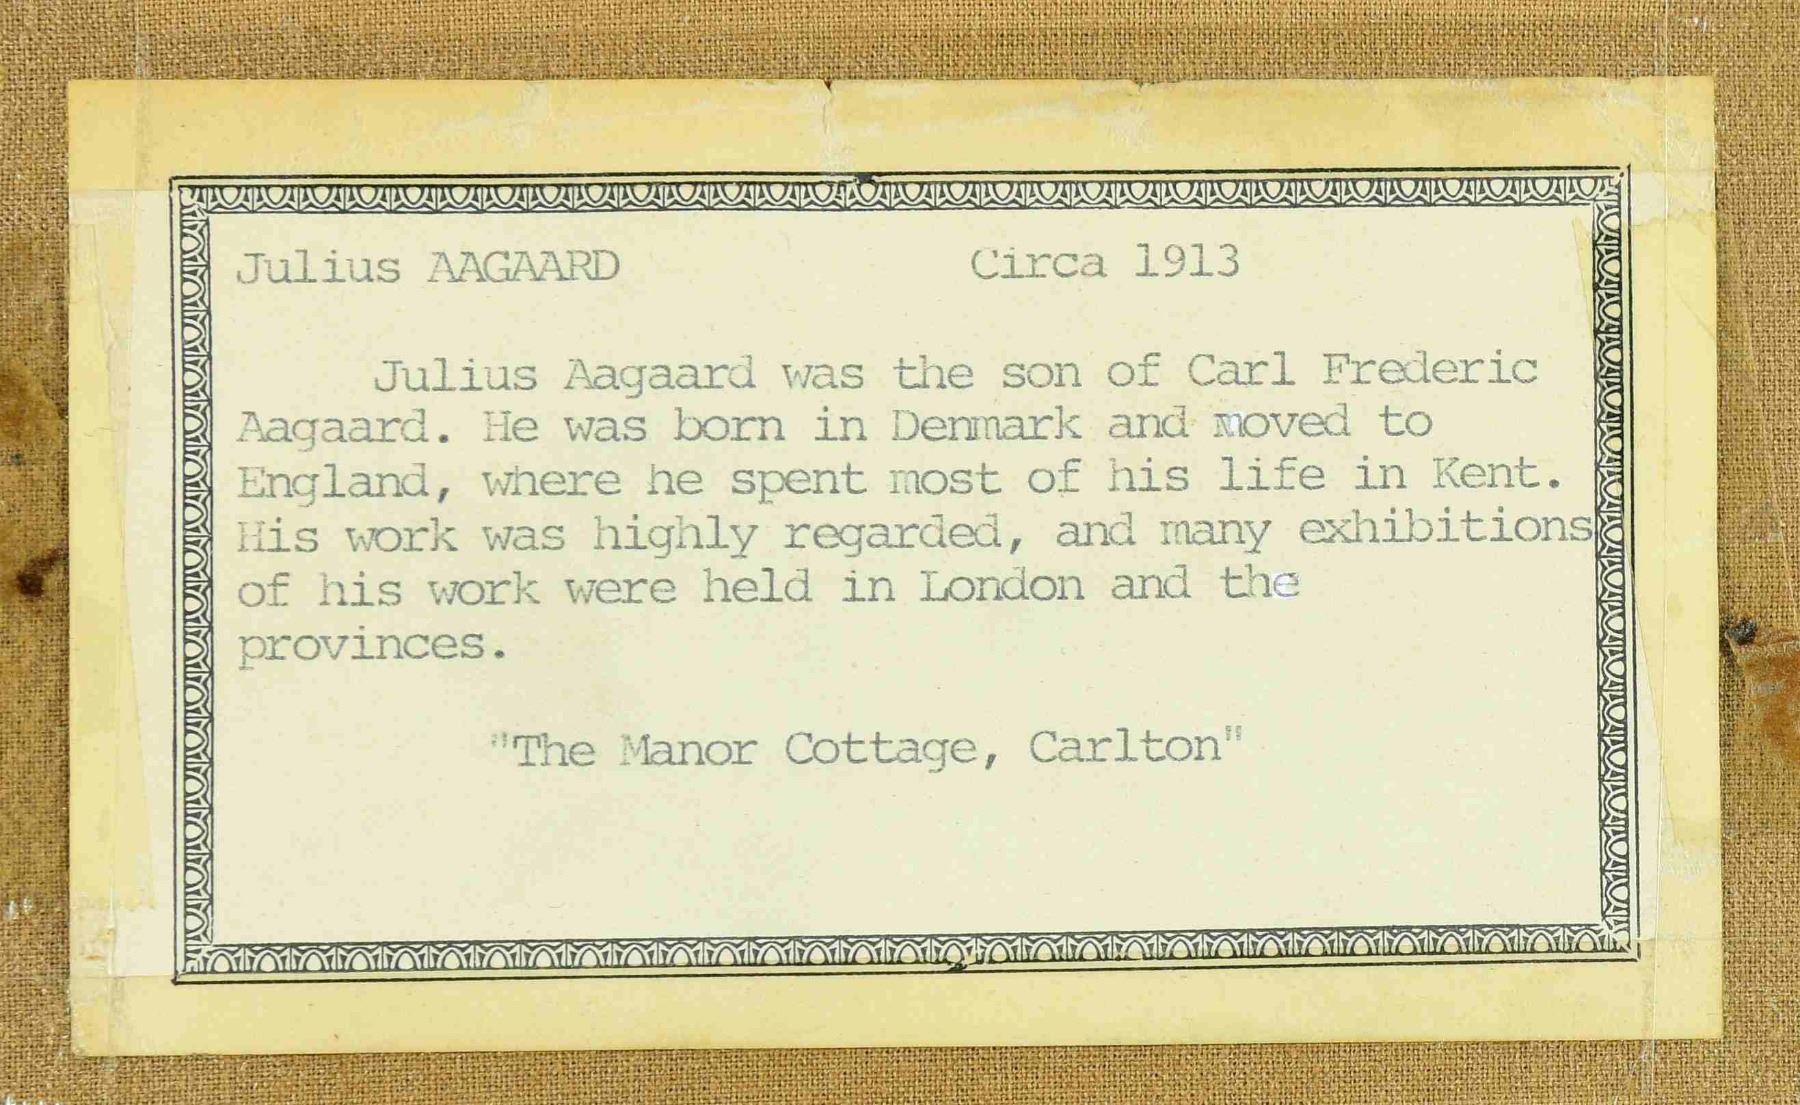 Julius AAGAARD Circa 1913
Julius Aagaard was the son of Carl Frederic
Aagaard. He was born in Denmark and moved to
England, where he spent most of his life in Kent.
His work was highly regarded, and many exhibitions
of his work were held in London and the
provinces.
"The Manor Cottage, Carlton"